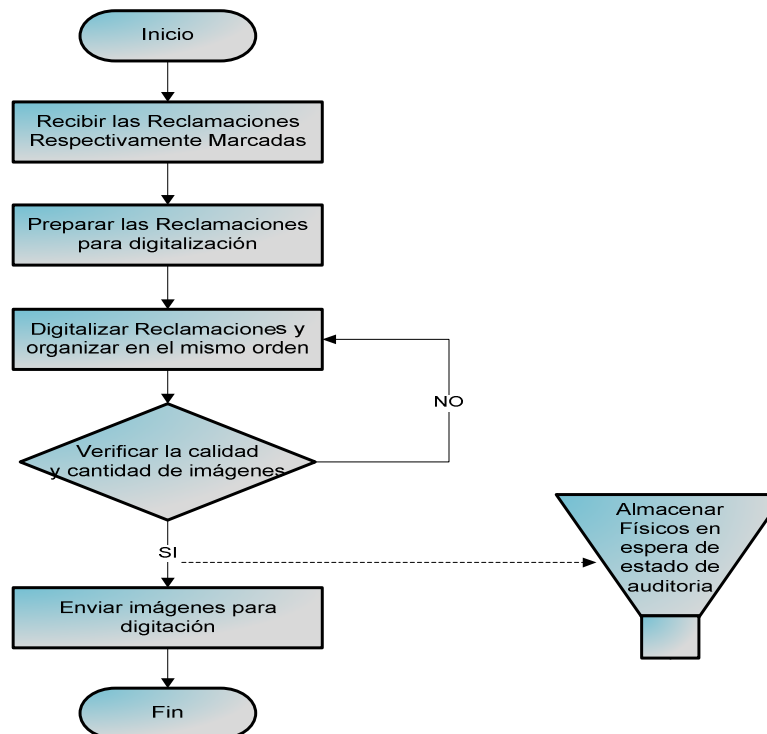 Inicio
Recibir las Reclamaciones
Respectivamente Marcadas
Preparar las Reclamaciones
para digitalización
Digitalizar Reclamaciones y
organizar en el mismo orden
NO
Verificar la calidad
y cantidad de imágenes
SI
Almacenar
Físicos en
espera de
estado de
auditoria
Enviar imágenes para
digitación
Fin